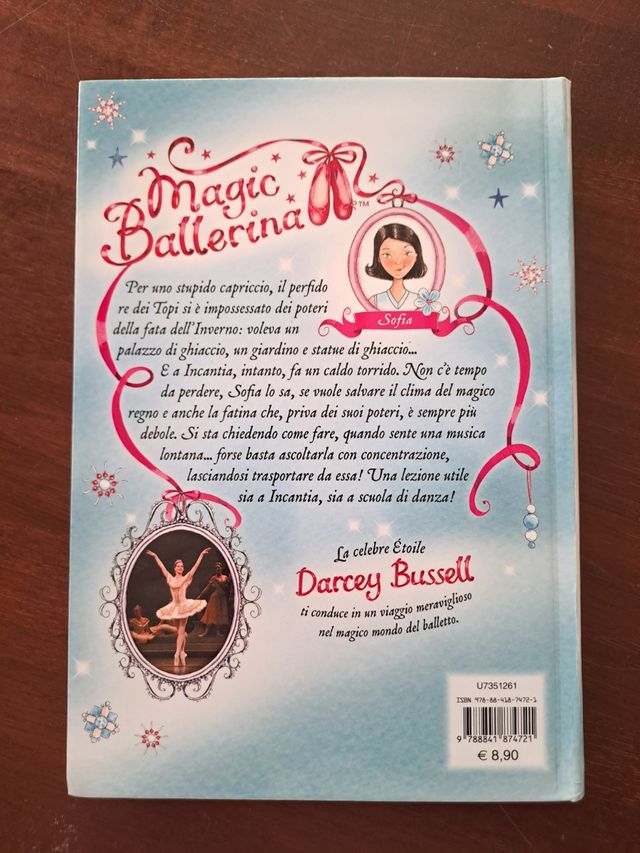 Magic
Ballerina
TM
Sofia
Per uno stupido capriccio, il perfido
re dei Topi si è impossessato dei poteri
della fata dell'Inverno: voleva un
palazzo di ghiaccio, un giardino e statue di ghiaccio...
E a Incantia, intanto, fa un caldo torrido. Non c'è tempo
da perdere, Sofia lo sa, se vuole salvare il clima del magico
regno e anche la fatina che, priva dei suoi poteri, è sempre più
debole. Si sta chiedendo come fare, quando sente una musica
lontana... forse basta ascoltarla con concentrazione,
lasciandosi trasportare da essa! Una lezione utile
sia a Incantia, sia a scuola di danza!
La celebre Étoile
Darcey Bussell
ti conduce in un viaggio meraviglioso
nel magico mondo del balletto.
U7351261
ISBN 978-88-418-7472-1
9 788841 874721
€ 8,90